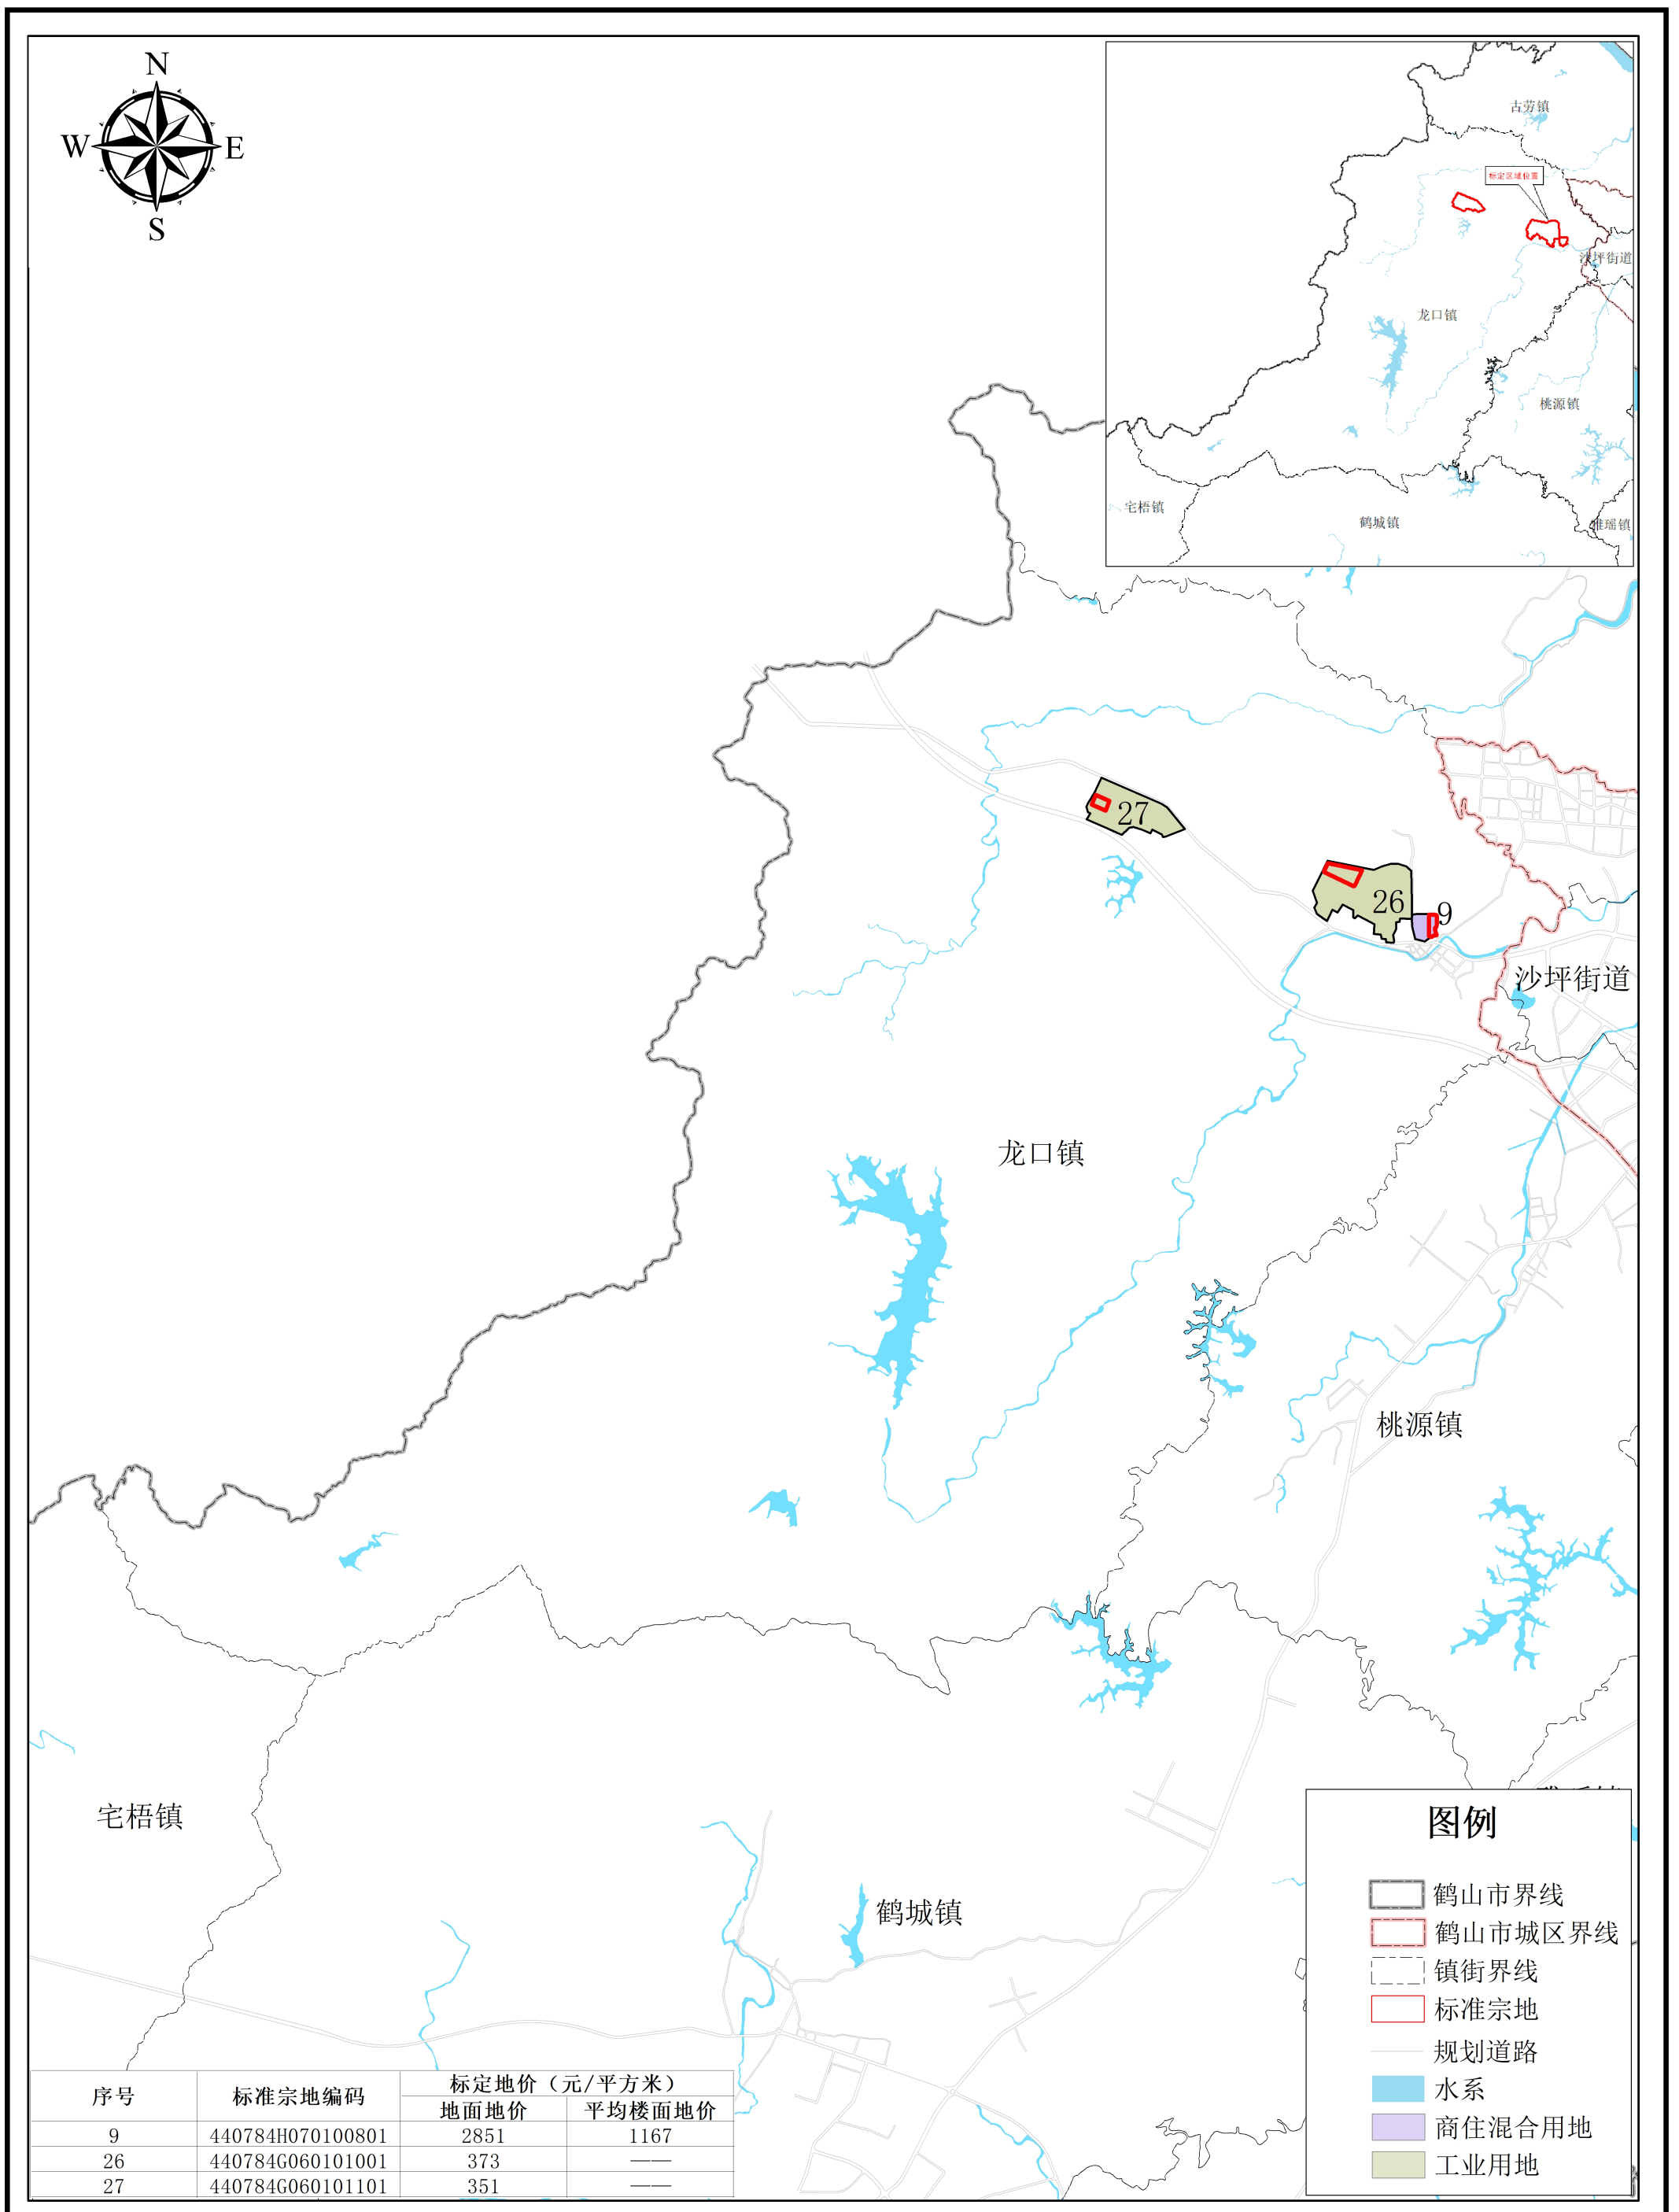 N
W
E
S
古劳镇
标定区域位置
沙坪街道
龙口镇
桃源镇
宅梧镇
鹤城镇
雅瑶镇
27
26
9
沙坪街道
龙口镇
桃源镇
宅梧镇
鹤城镇
图例
鹤山市界线
鹤山市城区界线
镇街界线
标准宗地
规划道路
水系
商住混合用地
工业用地
序号 标准宗地编码 标定地价（元/平方米）
地面地价 平均楼面地价
9 440784H070100801 2851 1167
26 440784G060101001 373 ——
27 440784G060101101 351 ——